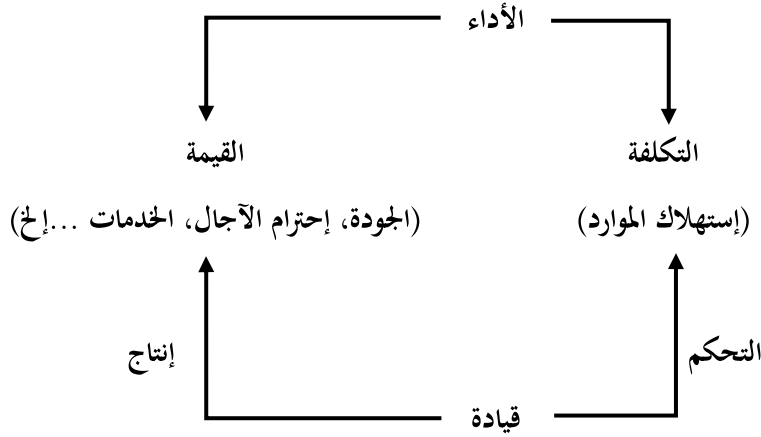 الأداء
التكلفة
القيمة
(إستهلاك الموارد)
(الجودة، إحترام الآجال، الخدمات ...إلخ)
التحكم
إنتاج
قيادة